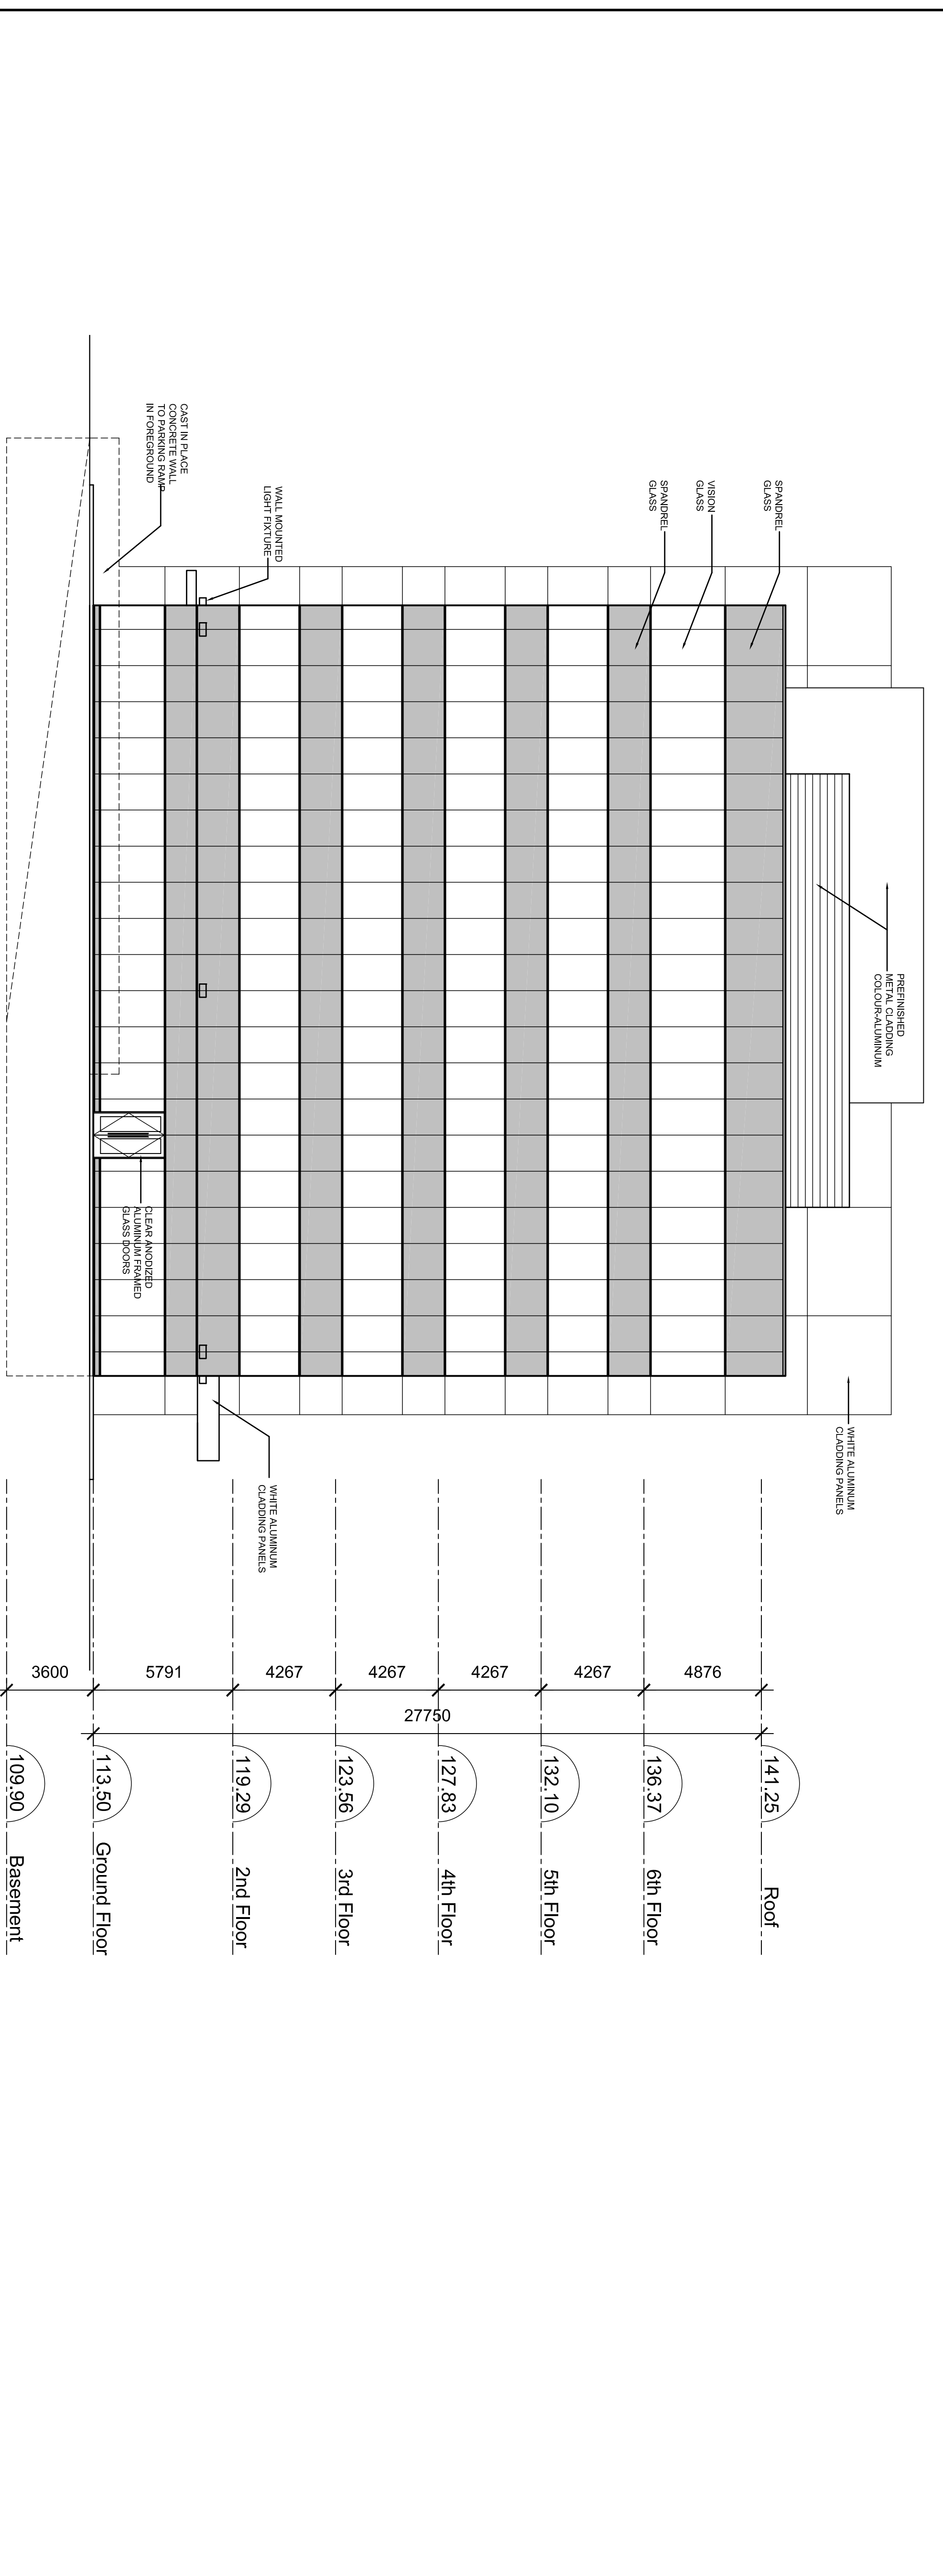 CAST IN PLACE
CONCRETE WALL
TO PARKING RAMP
IN FOREGROUND
WALL MOUNTED
LIGHT FIXTURE
SPANDREL
GLASS
VISION
GLASS
SPANDREL
GLASS
PREFINISHED
METAL CLADDING
COLOUR-ALUMINUM
CLEAR ANODIZED
ALUMINUM FRAMED
GLASS DOORS
WHITE ALUMINUM
CLADDING PANELS
WHITE ALUMINUM
CLADDING PANELS
3600
5791
4267
4267
4267
4267
4876
27750
141.25 Roof
136.37 6th Floor
132.10 5th Floor
127.83 4th Floor
123.56 3rd Floor
119.29 2nd Floor
113.50 Ground Floor
109.90 Basement